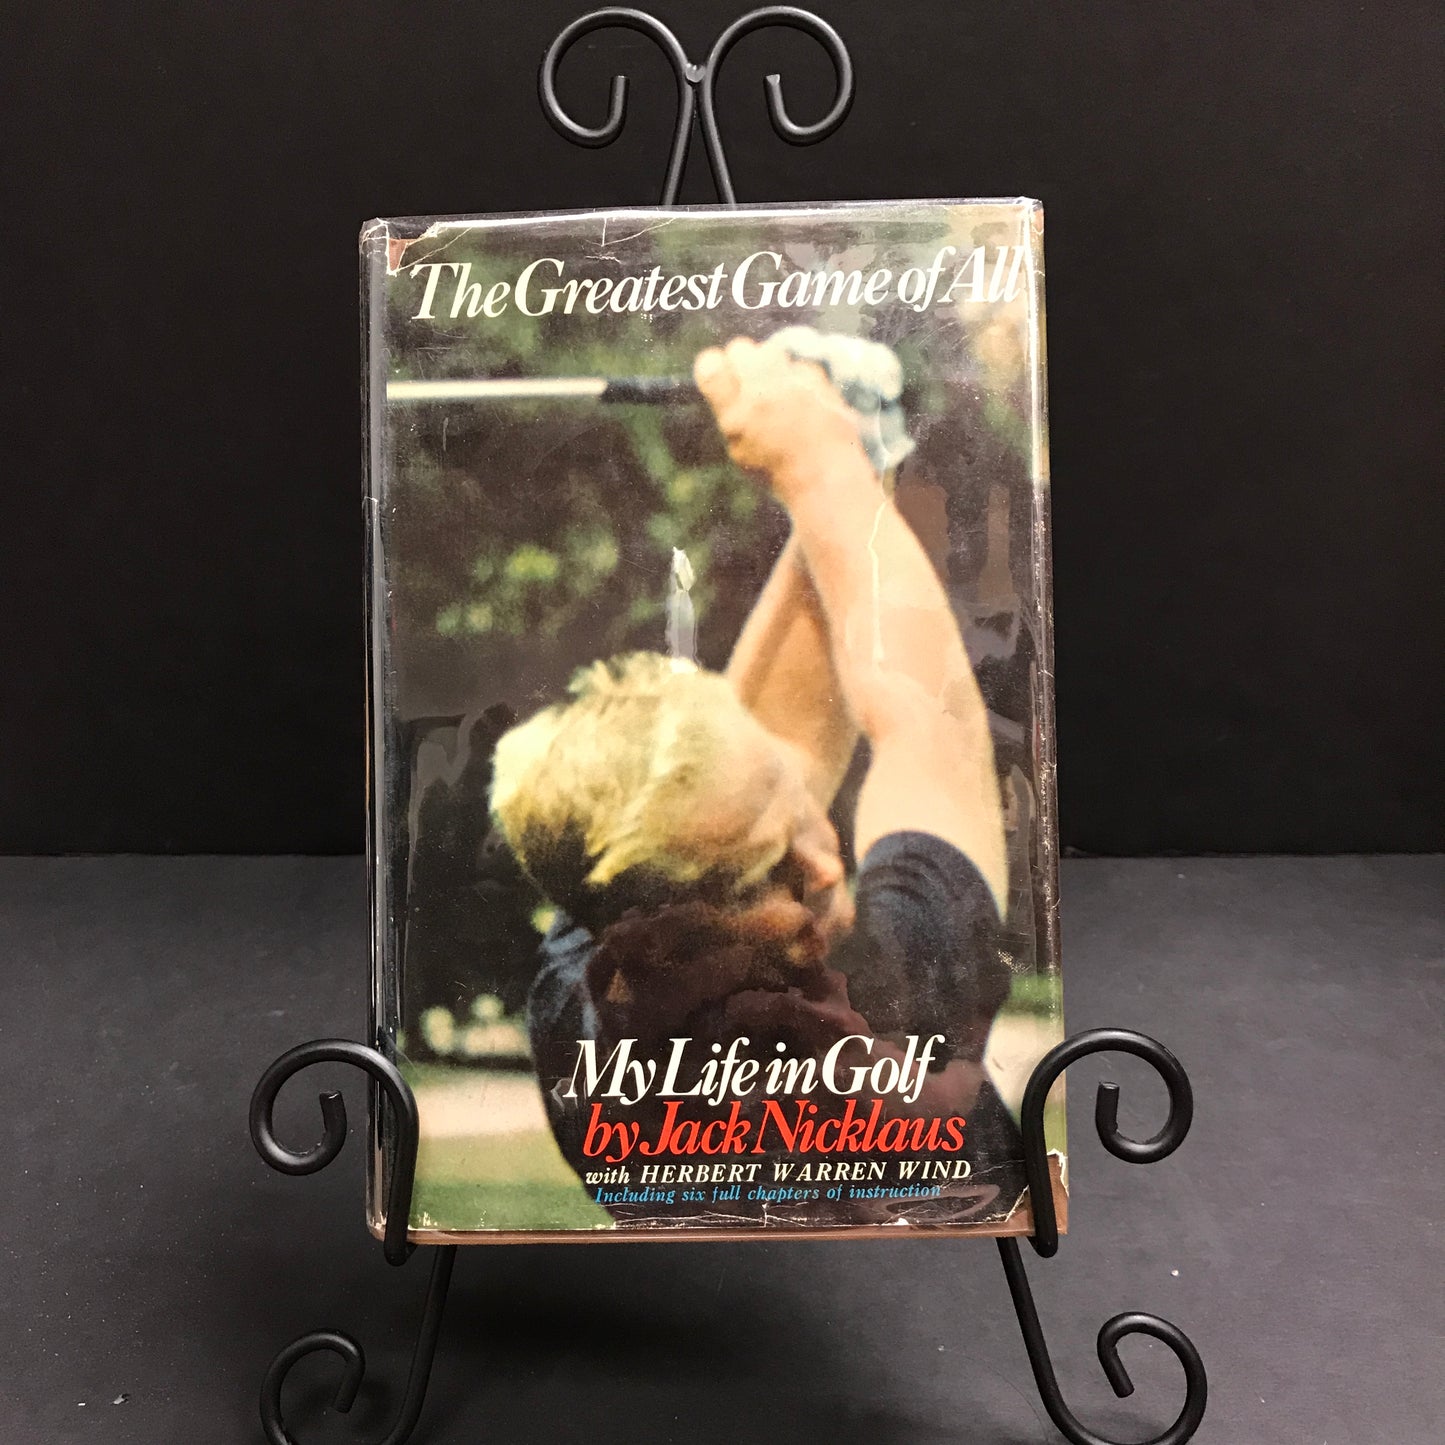 The Greatest Game of All
My Life in Golf
by Jack Nicklaus
with HERBERT WARREN WIND
Including six full chapters of instruction